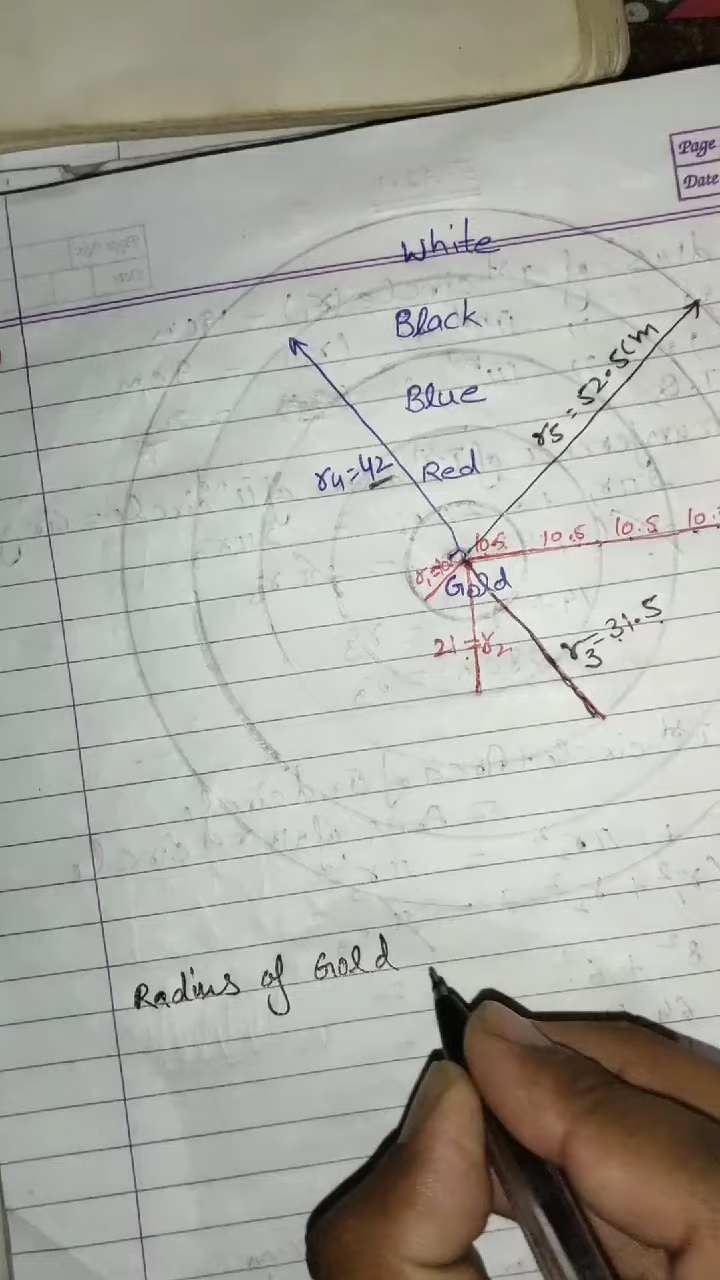 Page
Date
White
Black
Blue
r5=52.5cm
r4=42
Red
10.5 10.5 10.5 10.
Gold
21=r2
r3=31.5
Radius of Gold